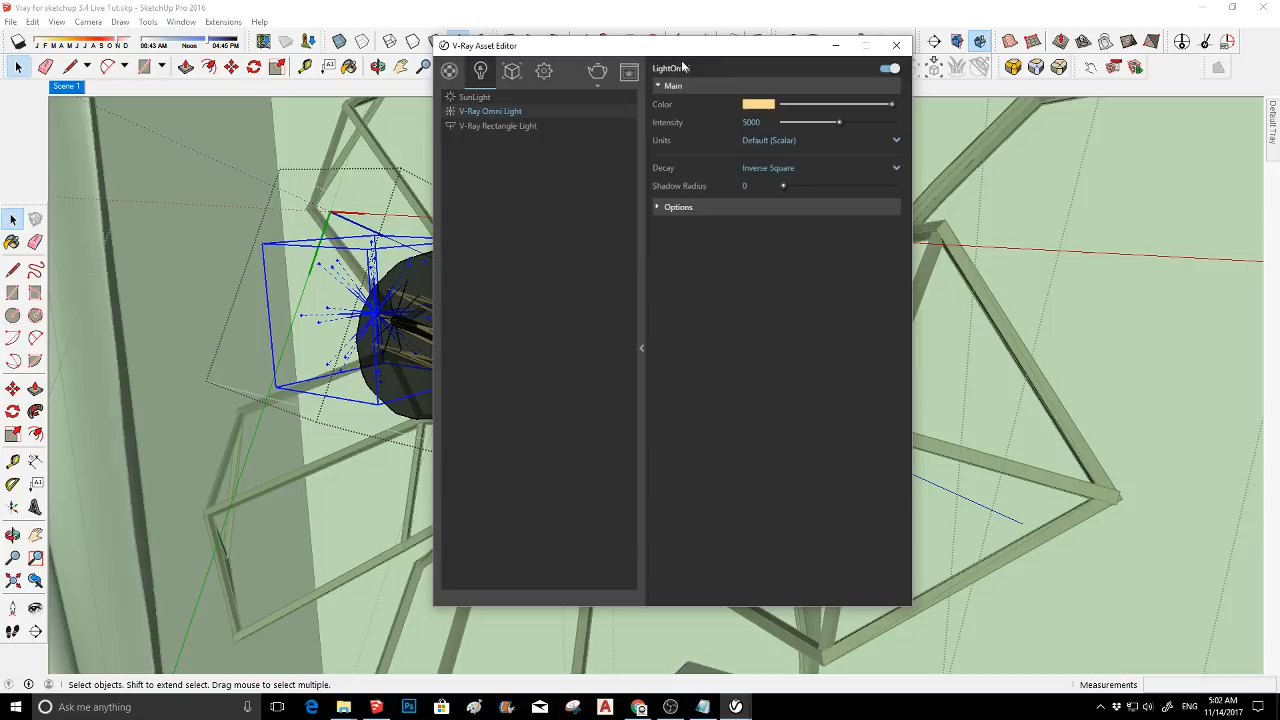 Vray for sketchup 3.4 Live Tut.skp - SketchUp Pro 2016
File Edit View Camera Draw Tools Window Extensions Help
J F M A M J J A S O N D 06:43 AM Noon 04:45 PM
Scene 1
Default Tray
V-Ray Asset Editor
SunLight
V-Ray Omni Light
V-Ray Rectangle Light
LightOmni
Main
Color
Intensity 5000
Units Default (Scalar)
Decay Inverse Square
Shadow Radius 0
Options
Select objects. Shift to extend select. Drag mouse to select multiple.
Measurements
Ask me anything
5:02 AM
11/14/2017